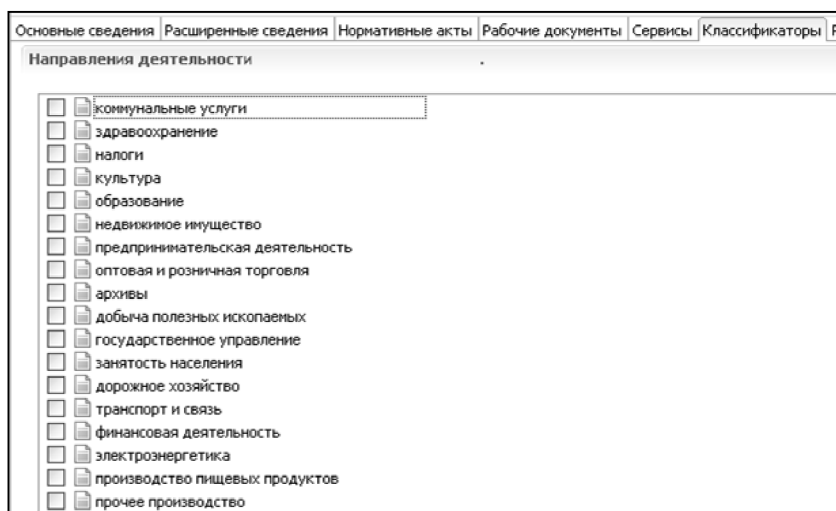 Основные сведения Расширенные сведения Нормативные акты Рабочие документы Сервисы Классификаторы
Направления деятельности
коммунальные услуги
здравоохранение
налоги
культура
образование
недвижимое имущество
предпринимательская деятельность
оптовая и розничная торговля
архивы
добыча полезных ископаемых
государственное управление
занятость населения
дорожное хозяйство
транспорт и связь
финансовая деятельность
электроэнергетика
производство пищевых продуктов
прочее производство